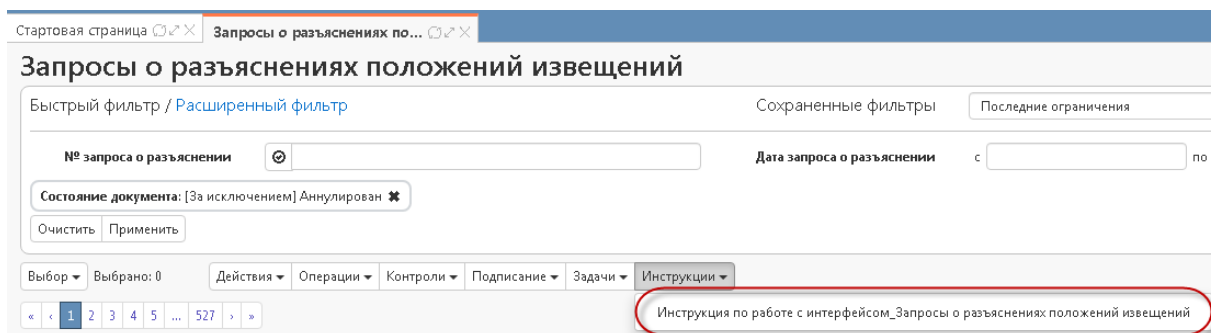 Стартовая страница Запросы о разъяснениях по...
Запросы о разъяснениях положений извещений
Быстрый фильтр / Расширенный фильтр Сохраненные фильтры Последние ограничения
№ запроса о разъяснении Дата запроса о разъяснении с по
Состояние документа: [За исключением] Аннулирован
Очистить Применить
Выбор Выбрано: 0 Действия Операции Контроли Подписание Задачи Инструкции
« ‹ 1 2 3 4 5 ... 527 › » Инструкция по работе с интерфейсом_Запросы о разъяснениях положений извещений